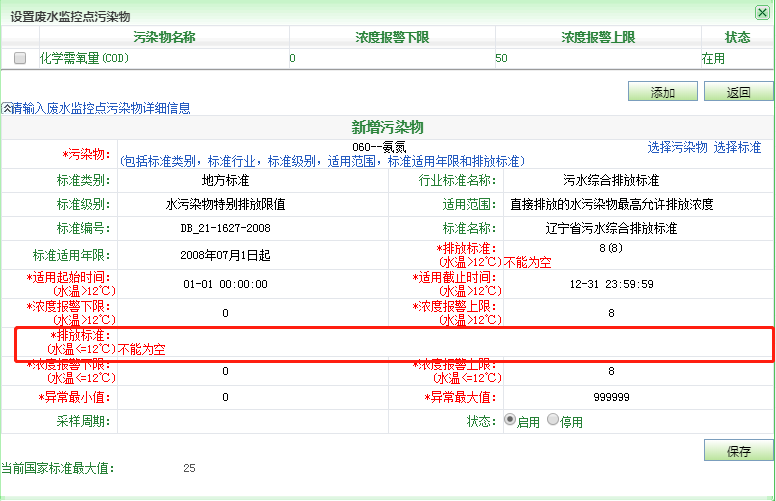 设置废水监控点污染物
污染物名称 浓度报警下限 浓度报警上限 状态
化学需氧量(COD) 0 50 在用
添加 返回
请输入废水监控点污染物详细信息
新增污染物
*污染物: 060--氨氮 选择污染物 选择标准
(包括标准类别，标准行业，标准级别，适用范围，标准适用年限和排放标准)
标准类别: 地方标准 行业标准名称: 污水综合排放标准
标准级别: 水污染物特别排放限值 适用范围: 直接排放的水污染物最高允许排放浓度
标准编号: DB_21-1627-2008 标准名称: 辽宁省污水综合排放标准
标准适用年限: 2008年07月1日起 *排放标准: 8(8)
(水温>12℃)不能为空
*适用起始时间: 01-01 00:00:00 *适用截止时间: 12-31 23:59:59
(水温>12℃) (水温>12℃)
*浓度报警下限: 0 *浓度报警上限: 8
(水温>12℃) (水温>12℃)
*排放标准:
(水温<=12℃)不能为空
*浓度报警下限: 0 *浓度报警上限: 8
(水温<=12℃) (水温<=12℃)
*异常最小值: 0 *异常最大值: 999999
采样周期: 状态: 启用 停用
保存
当前国家标准最大值: 25